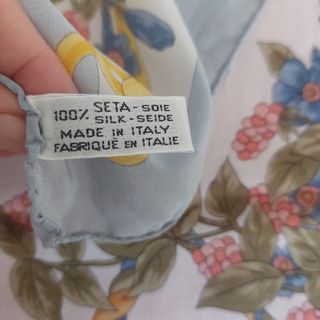 100% SETA - SOIE
SILK - SEIDE
MADE IN ITALY
FABRIQUÉ EN ITALIE